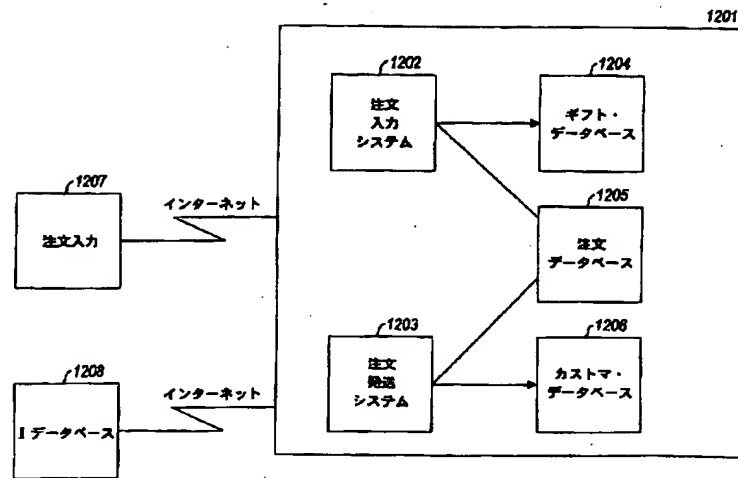 1201
1202
注文
入力
システム
1204
ギフト・
データベース
1207
注文入力
インターネット
1205
注文
データベース
1203
注文
発送
システム
1206
カストマ・
データベース
1208
I データベース
インターネット